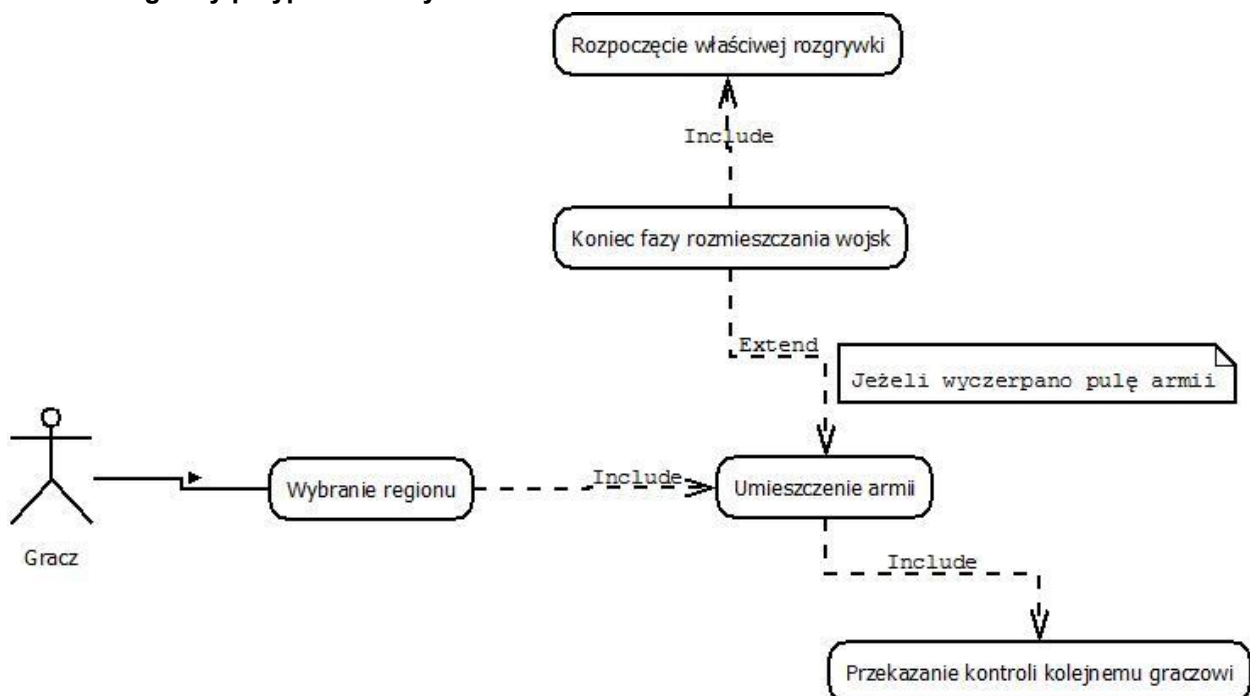 Rozpoczęcie właściwej rozgrywki
Include
Koniec fazy rozmieszczania wojsk
Extend
Jeżeli wyczerpano pulę armii
Include
Wybranie regionu
Umieszczenie armii
Gracz
Include
Przekazanie kontroli kolejnemu graczowi